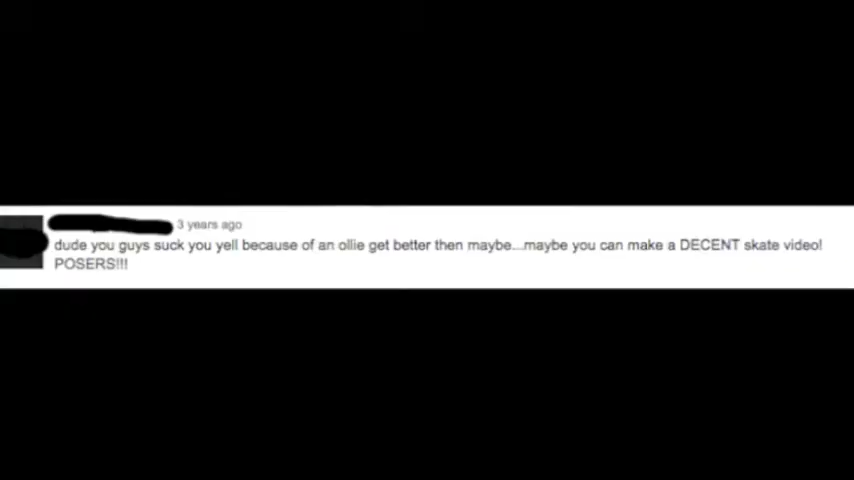 3 years ago
dude you guys suck you yell because of an ollie get better then maybe...maybe you can make a DECENT skate video!
POSERS!!!